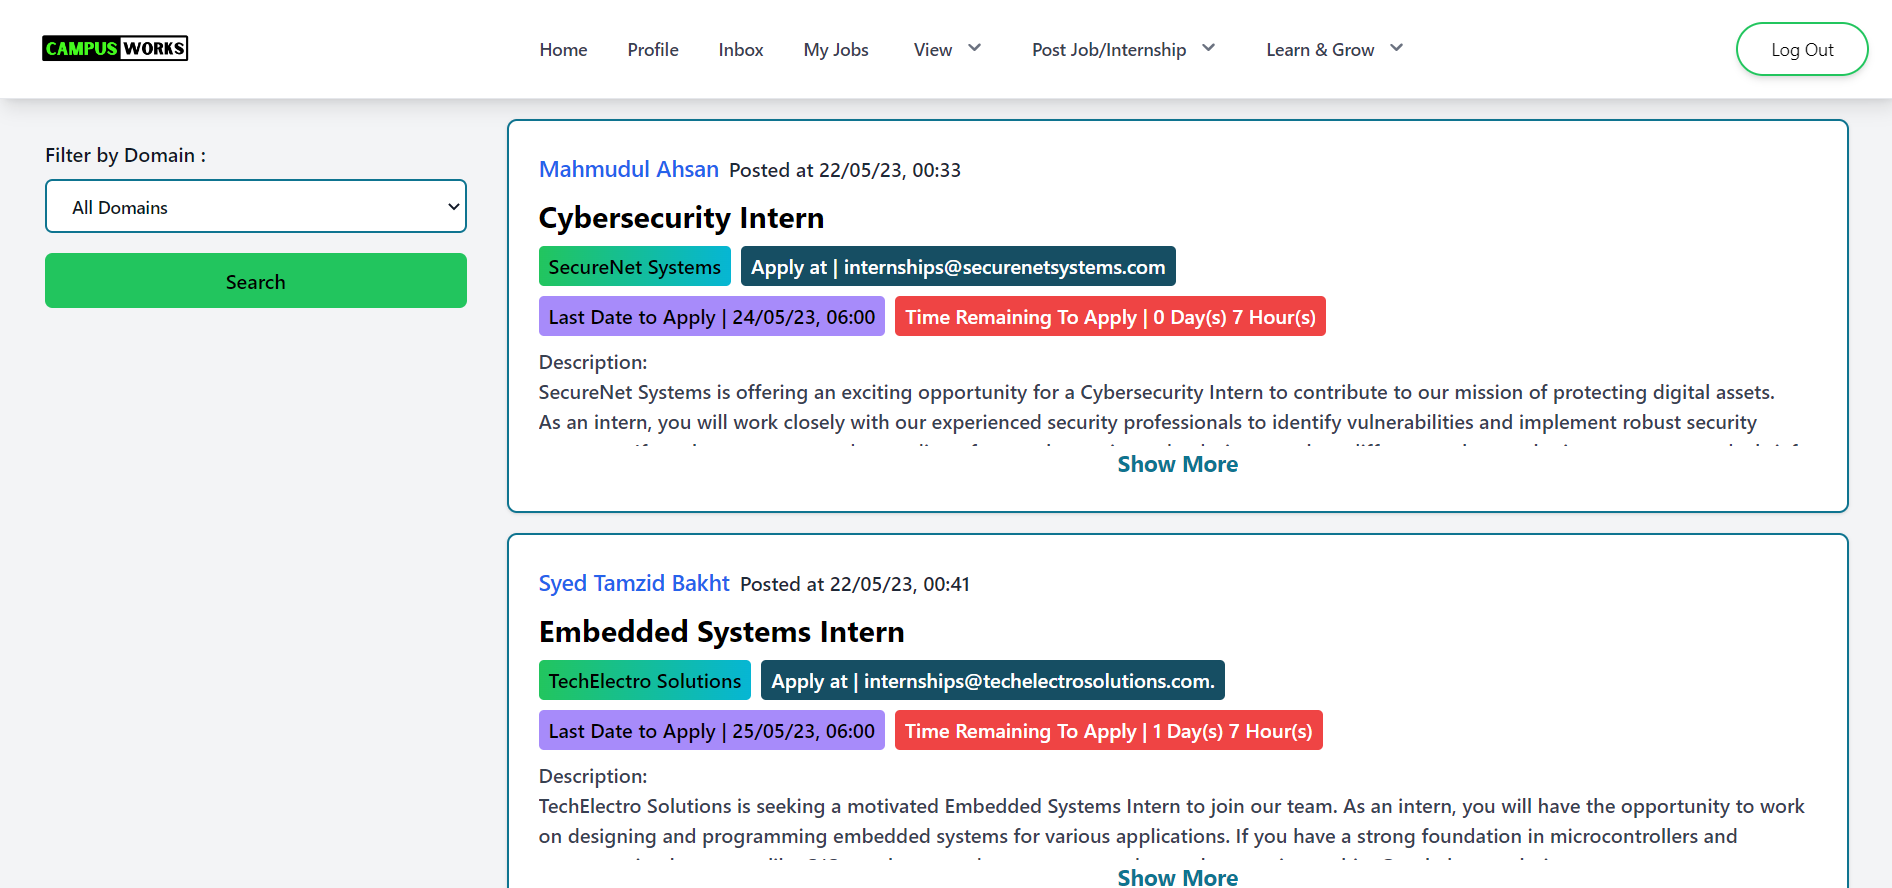 CAMPUS WORKS
Home Profile Inbox My Jobs View Post Job/Internship Learn & Grow
Log Out
Filter by Domain :
All Domains
Search
Mahmudul Ahsan Posted at 22/05/23, 00:33
Cybersecurity Intern
SecureNet Systems Apply at | internships@securenetsystems.com
Last Date to Apply | 24/05/23, 06:00 Time Remaining To Apply | 0 Day(s) 7 Hour(s)
Description:
SecureNet Systems is offering an exciting opportunity for a Cybersecurity Intern to contribute to our mission of protecting digital assets.
As an intern, you will work closely with our experienced security professionals to identify vulnerabilities and implement robust security
Show More
Syed Tamzid Bakht Posted at 22/05/23, 00:41
Embedded Systems Intern
TechElectro Solutions Apply at | internships@techelectrosolutions.com.
Last Date to Apply | 25/05/23, 06:00 Time Remaining To Apply | 1 Day(s) 7 Hour(s)
Description:
TechElectro Solutions is seeking a motivated Embedded Systems Intern to join our team. As an intern, you will have the opportunity to work
on designing and programming embedded systems for various applications. If you have a strong foundation in microcontrollers and
Show More